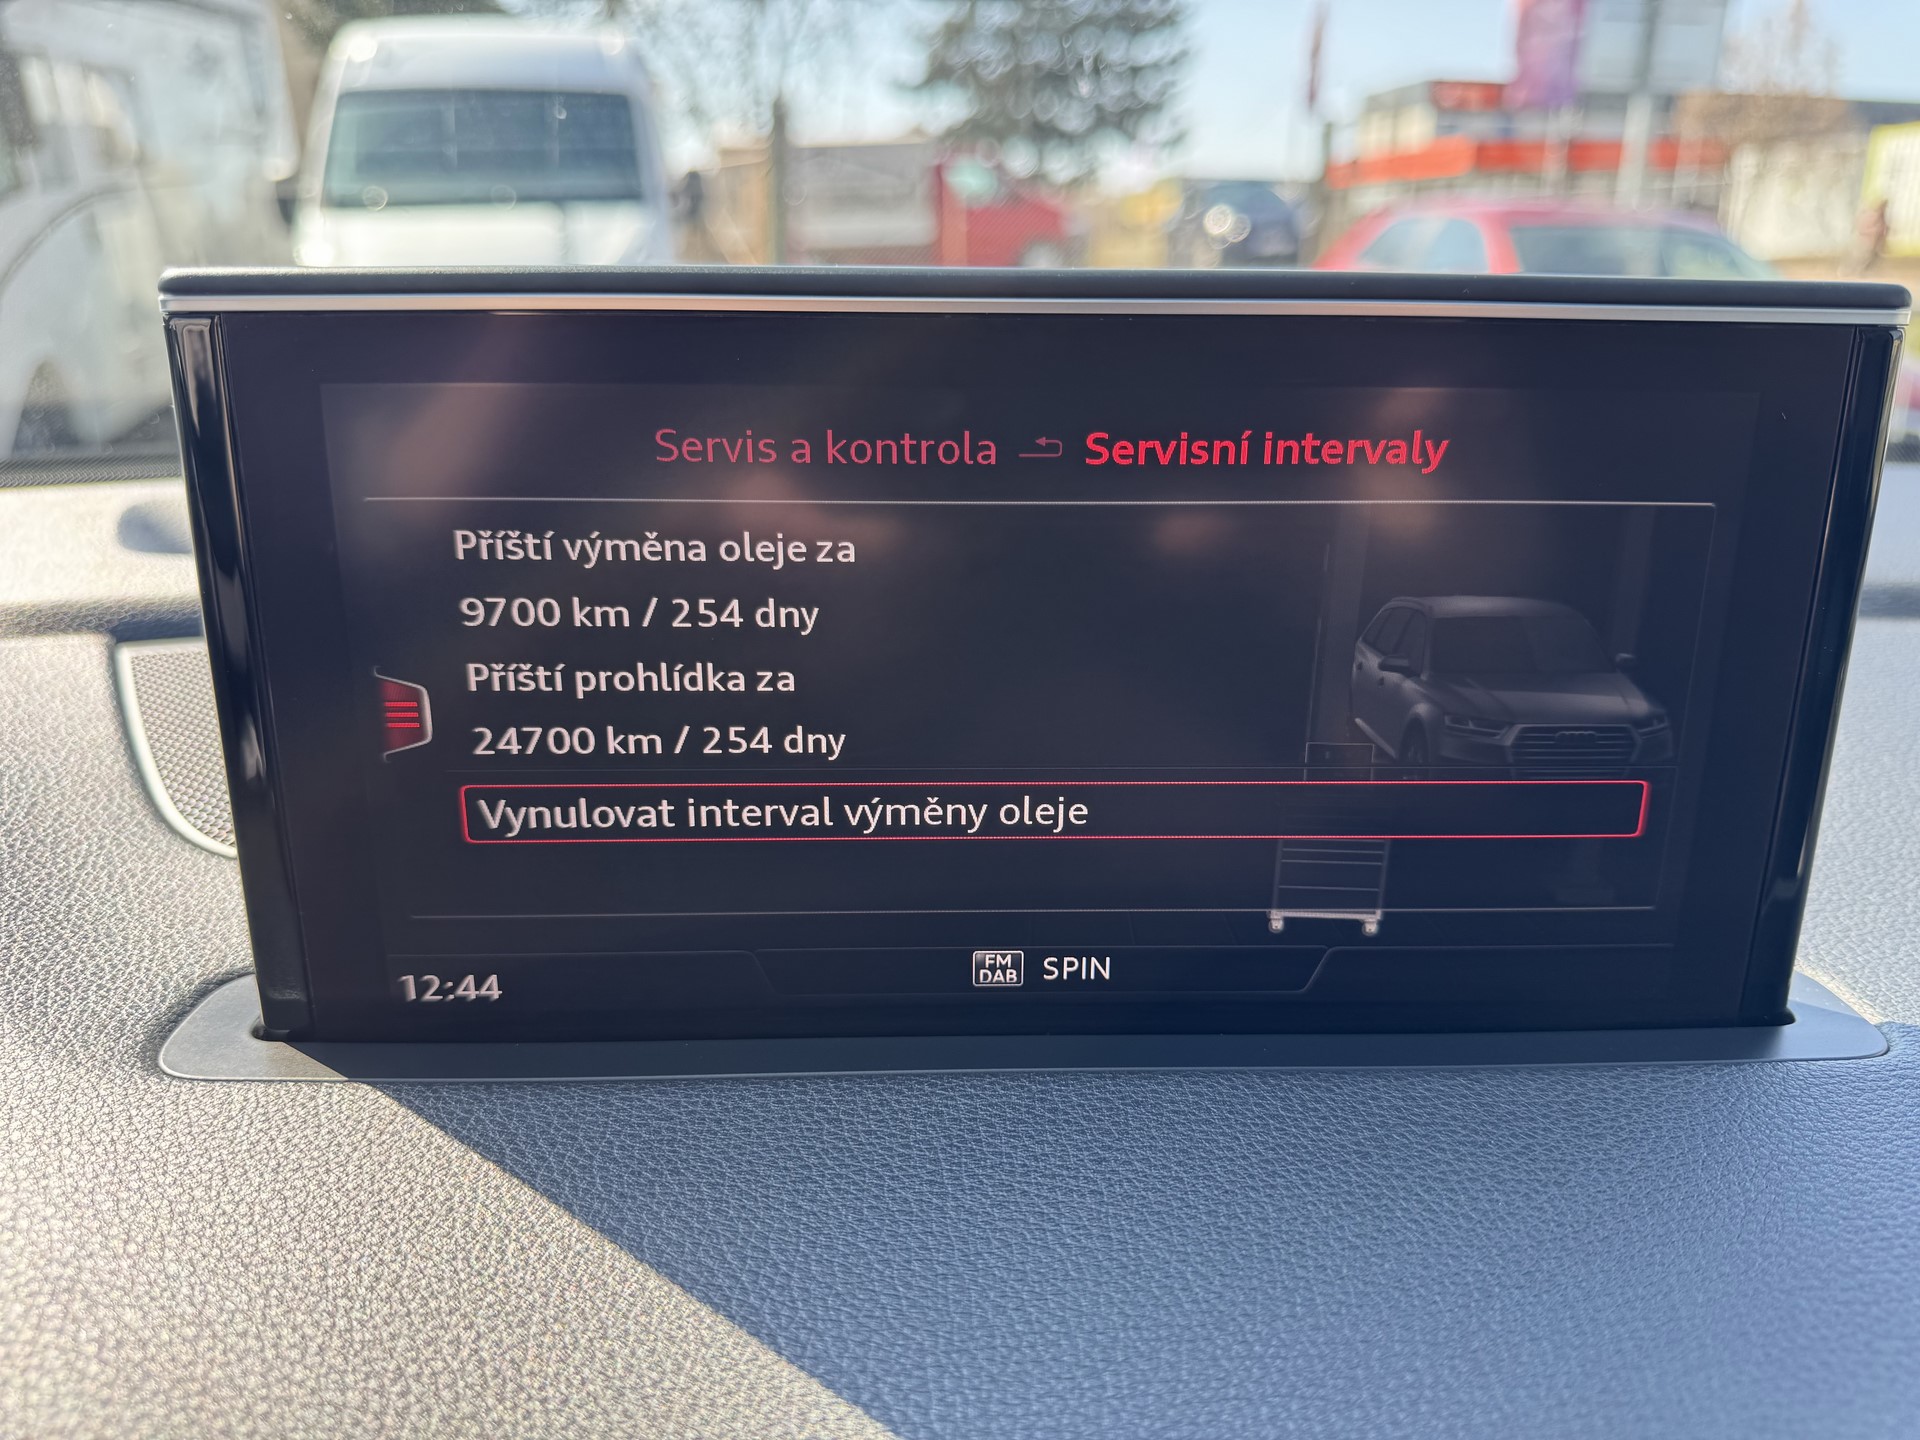 Servis a kontrola Servisní intervaly
Příští výměna oleje za
9700 km / 254 dny
Příští prohlídka za
24700 km / 254 dny
Vynulovat interval výměny oleje
12:44
FM
DAB
SPIN